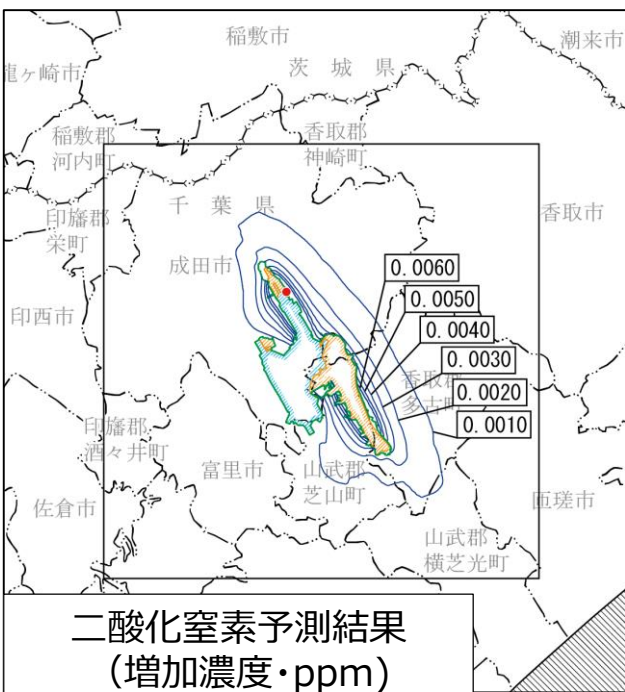 稲敷市
潮来市
龍ヶ崎市
茨城県
稲敷郡
河内町
香取郡
神崎町
千葉県
香取市
印旛郡
栄町
成田市
0.0060
0.0050
0.0040
0.0030
0.0020
0.0010
印西市
香取郡
多古町
印旛郡
酒々井町
富里市
山武郡
芝山町
佐倉市
匝瑳市
山武郡
横芝光町
二酸化窒素予測結果
(増加濃度・ppm)